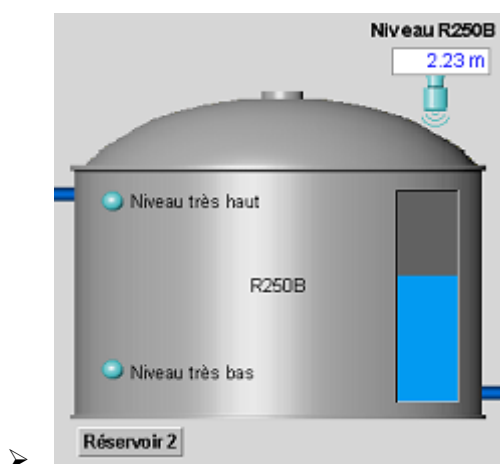 Niveau R250B
2.23 m
Niveau très haut
R250B
Niveau très bas
Réservoir 2